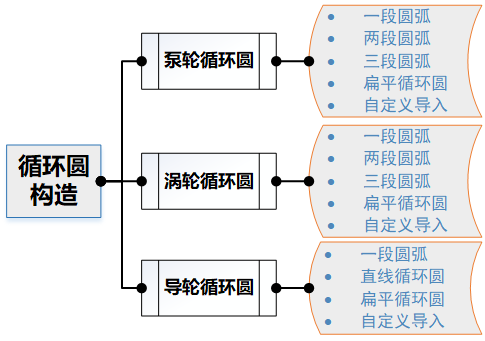 循环圆
构造
泵轮循环圆
一段圆弧
两段圆弧
三段圆弧
扁平循环圆
自定义导入
涡轮循环圆
一段圆弧
两段圆弧
三段圆弧
扁平循环圆
自定义导入
导轮循环圆
一段圆弧
直线循环圆
扁平循环圆
自定义导入